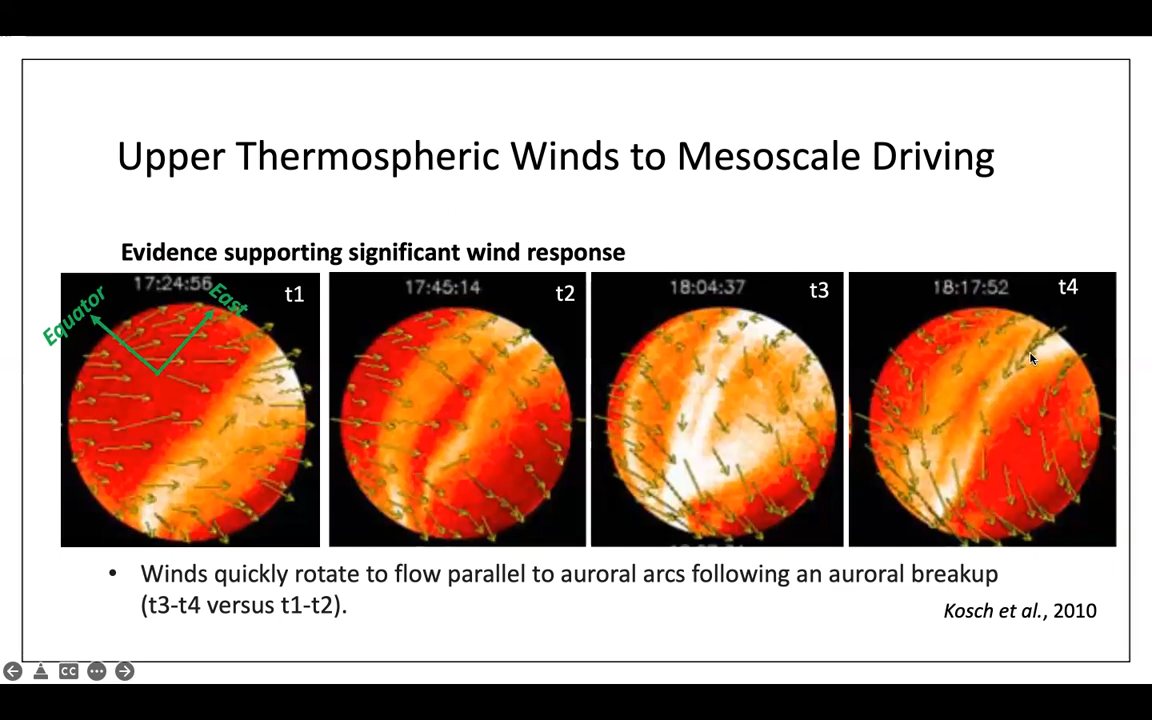 Upper Thermospheric Winds to Mesoscale Driving
Evidence supporting significant wind response
17:24:56
t1
Equator
East
17:45:14
t2
18:04:37
t3
18:17:52
t4
• Winds quickly rotate to flow parallel to auroral arcs following an auroral breakup
(t3-t4 versus t1-t2).
Kosch et al., 2010
CC